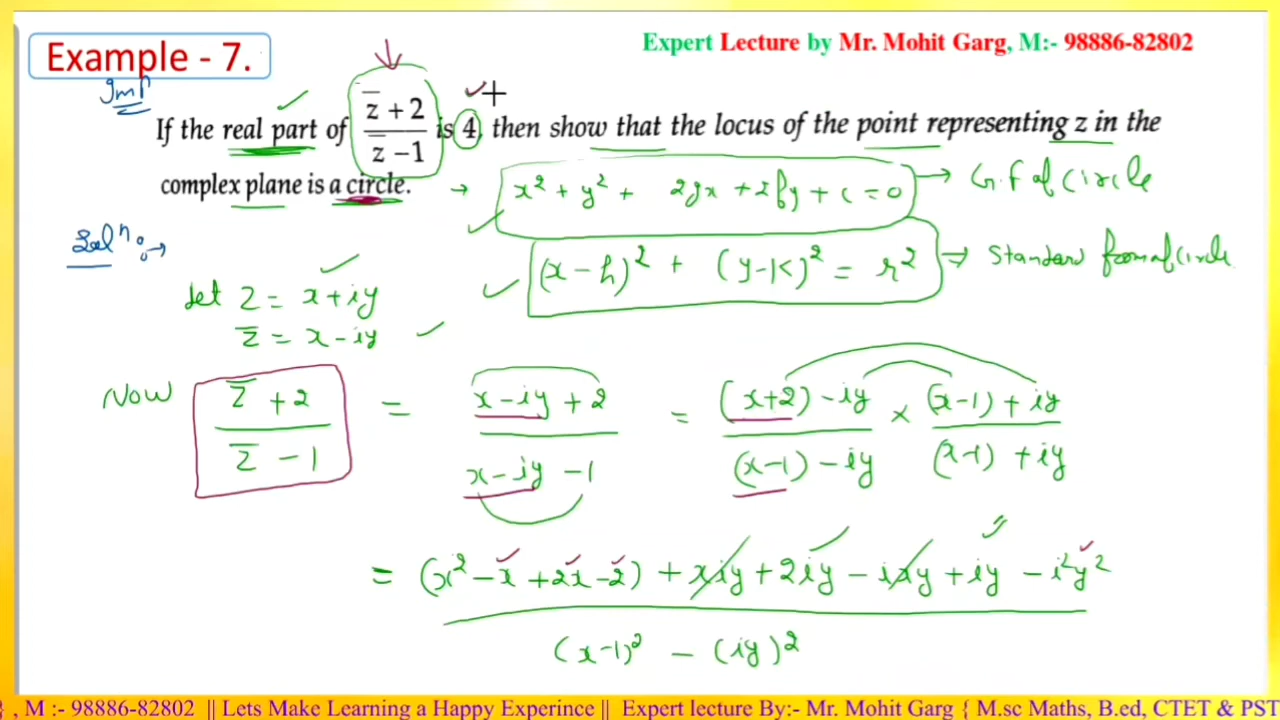 Example - 7.
Expert Lecture by Mr. Mohit Garg, M:- 98886-82802
Imp
If the real part of (z̅ + 2)/(z̅ − 1) is 4, then show that the locus of the point representing z in the
complex plane is a circle. → x² + y² + 2gx + 2fy + c = 0 → G.F of Circle
Solⁿ:→
(x − h)² + (y − k)² = r² → Standard form of circle
Let z = x + iy
z̅ = x − iy
Now (z̅ + 2)/(z̅ − 1) = (x − iy + 2)/(x − iy − 1) = ((x+2) − iy)/((x−1) − iy) × ((x−1) + iy)/((x−1) + iy)
= ((x² − x + 2x − 2) + xiy + 2iy − ixy + iy − i²y²)/((x−1)² − (iy)²)
, M :- 98886-82802 || Lets Make Learning a Happy Experince || Expert lecture By:- Mr. Mohit Garg { M.sc Maths, B.ed, CTET & PST